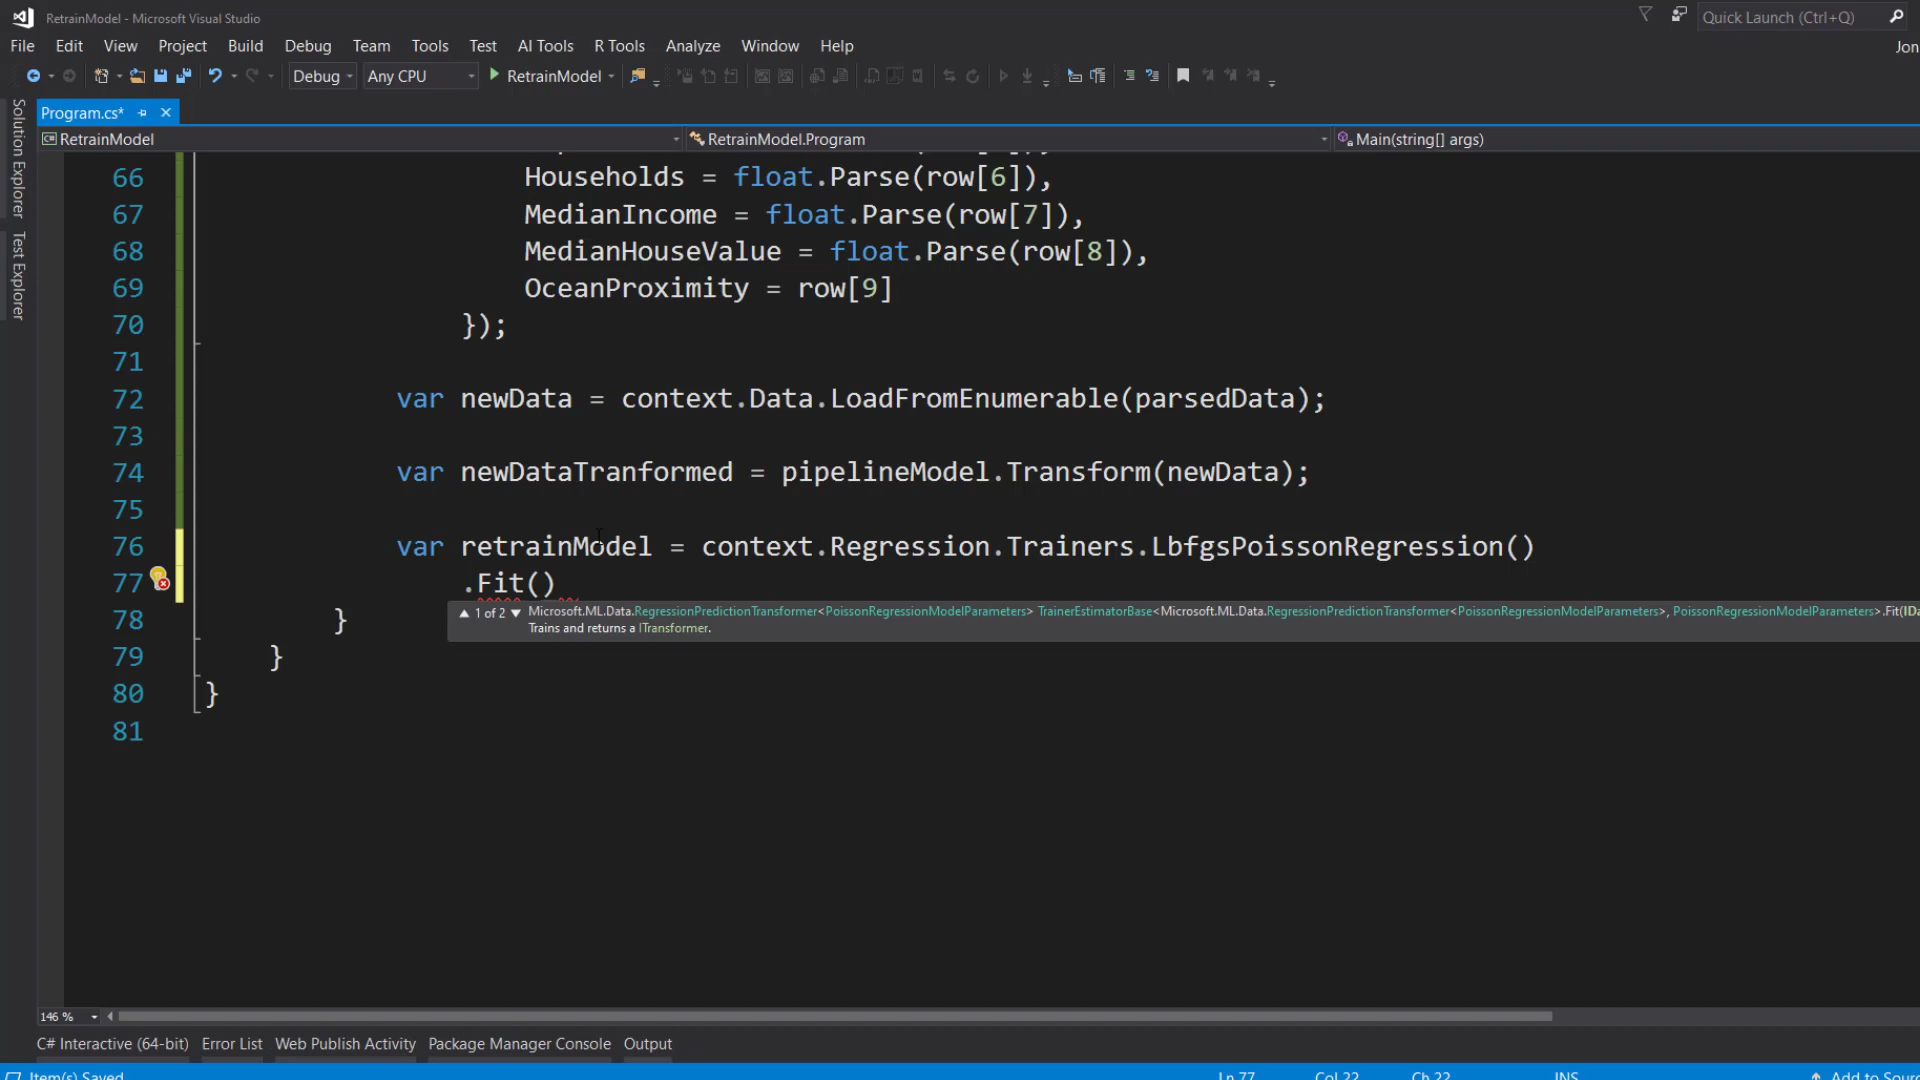 RetrainModel - Microsoft Visual Studio
Quick Launch (Ctrl+Q)
File Edit View Project Build Debug Team Tools Test AI Tools R Tools Analyze Window Help
Jon
Debug Any CPU RetrainModel
Solution Explorer
Test Explorer
Program.cs*
RetrainModel RetrainModel.Program Main(string[] args)
66 Households = float.Parse(row[6]),
67 MedianIncome = float.Parse(row[7]),
68 MedianHouseValue = float.Parse(row[8]),
69 OceanProximity = row[9]
70 });
71
72 var newData = context.Data.LoadFromEnumerable(parsedData);
73
74 var newDataTranformed = pipelineModel.Transform(newData);
75
76 var retrainModel = context.Regression.Trainers.LbfgsPoissonRegression()
77 .Fit()
1 of 2 Microsoft.ML.Data.RegressionPredictionTransformer<PoissonRegressionModelParameters> TrainerEstimatorBase<Microsoft.ML.Data.RegressionPredictionTransformer<PoissonRegressionModelParameters>, PoissonRegressionModelParameters>.Fit(IDa
Trains and returns a ITransformer.
78 }
79 }
80 }
81
146 %
C# Interactive (64-bit) Error List Web Publish Activity Package Manager Console Output
Item(s) Saved Ln 77 Col 22 Ch 22 INS Add to Sourc